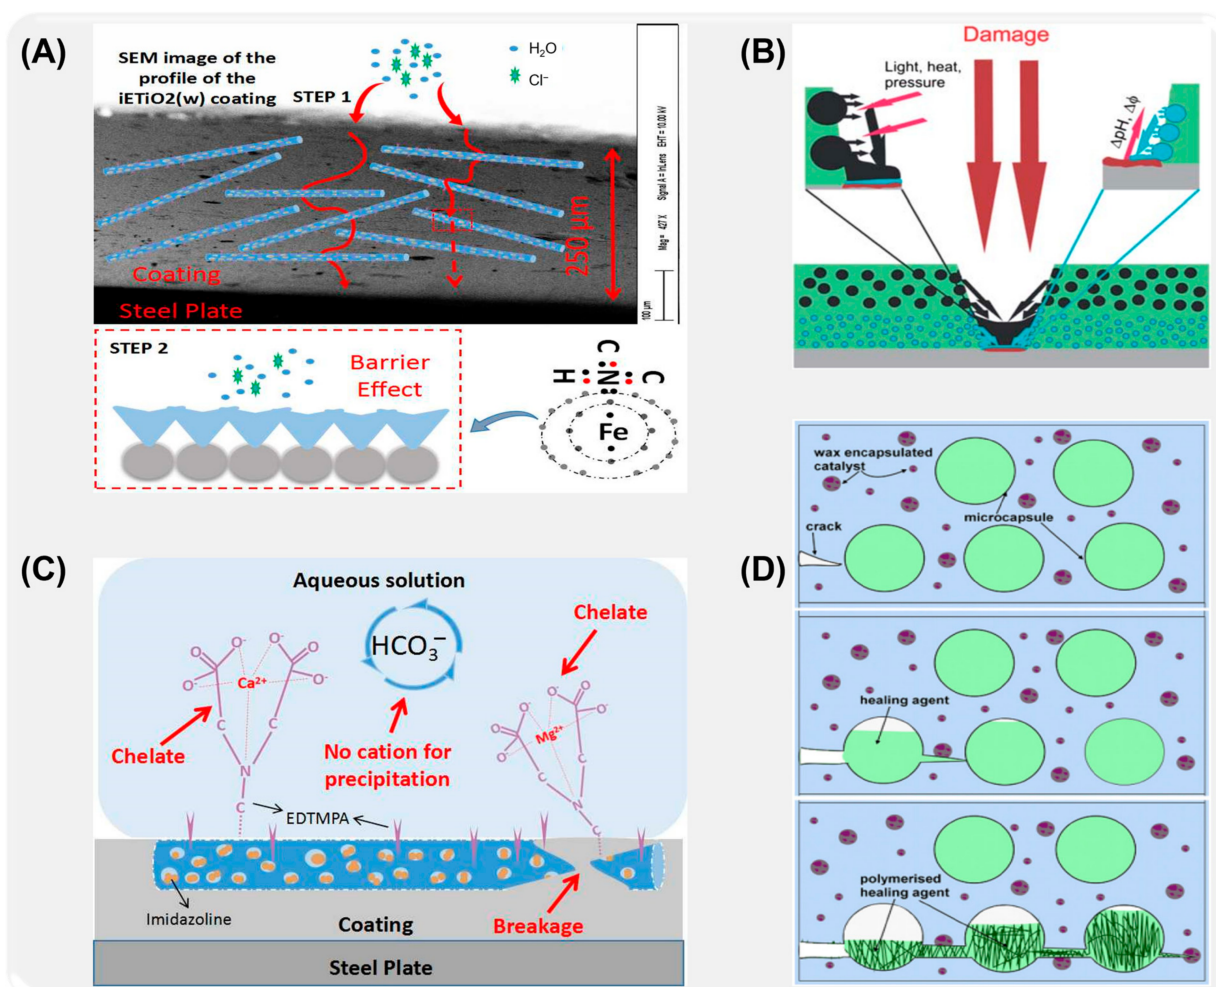 (A)
SEM image of the
profile of the
iETiO2(w) coating
STEP 1
H₂O
Cl⁻
250 μm
Coating
Steel Plate
100 μm
Mag = 427 X
Signal A = InLens
EHT = 10.00 kV
STEP 2
Barrier
Effect
C
H N C
Fe
(B)
Damage
Light, heat,
pressure
ΔpH, Δϕ
(C)
Aqueous solution
HCO₃⁻
Chelate
Ca²⁺
O⁻ O O⁻ O O⁻ O⁻
C C
N
C
Chelate
No cation for
precipitation
Mg²⁺
O⁻ O O⁻ O O⁻ O⁻
C C
N
C
EDTMPA
Imidazoline
Coating
Breakage
Steel Plate
(D)
wax encapsulated
catalyst
microcapsule
crack
healing agent
polymerised
healing agent